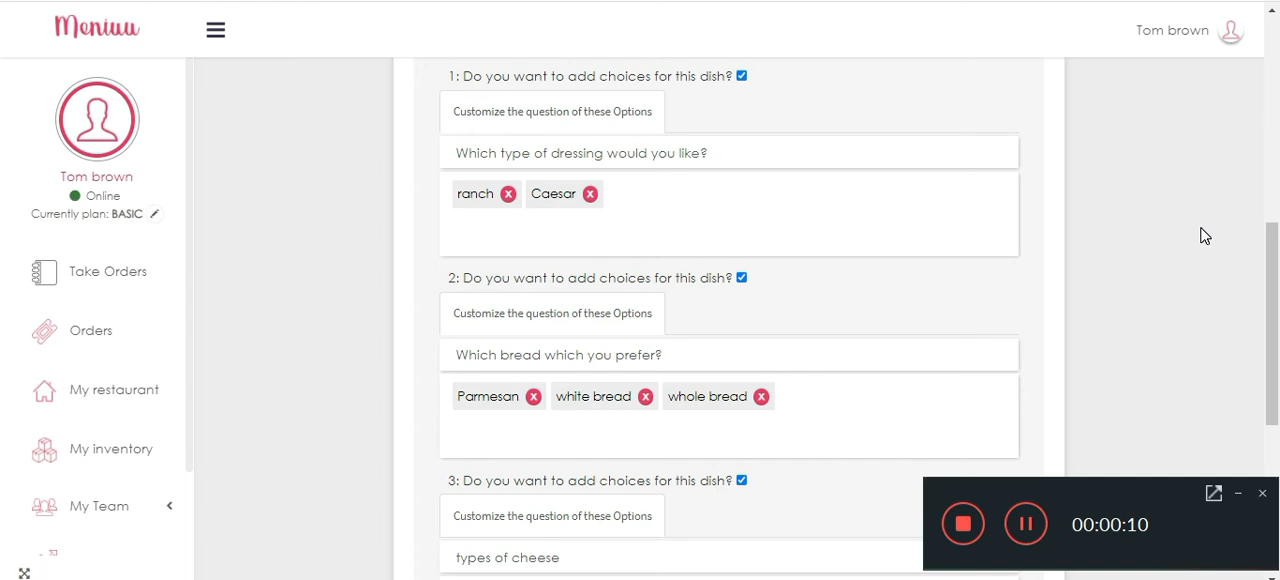 Meniuu
Tom brown
Tom brown
Online
Currently plan: BASIC
Take Orders
Orders
My restaurant
My inventory
My Team
1: Do you want to add choices for this dish?
Customize the question of these Options
Which type of dressing would you like?
ranch x Caesar x
2: Do you want to add choices for this dish?
Customize the question of these Options
Which bread which you prefer?
Parmesan x white bread x whole bread x
3: Do you want to add choices for this dish?
Customize the question of these Options
types of cheese
00:00:10